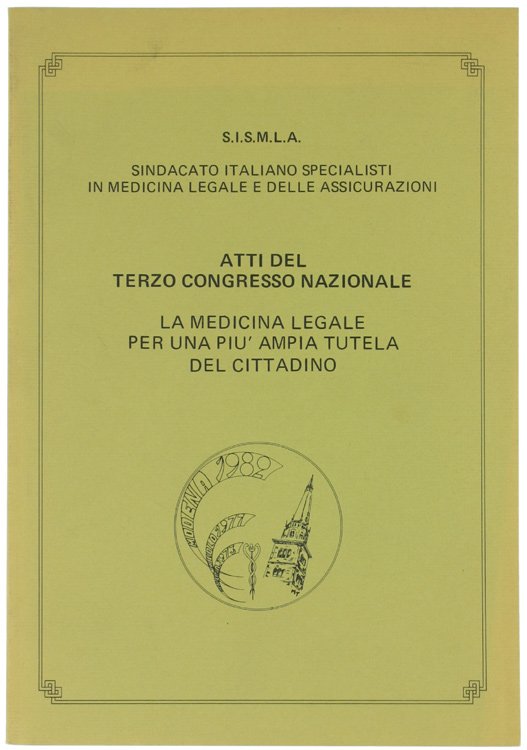 S.I.S.M.L.A.
SINDACATO ITALIANO SPECIALISTI
IN MEDICINA LEGALE E DELLE ASSICURAZIONI
ATTI DEL
TERZO CONGRESSO NAZIONALE
LA MEDICINA LEGALE
PER UNA PIU' AMPIA TUTELA
DEL CITTADINO
MODENA 1982
1977